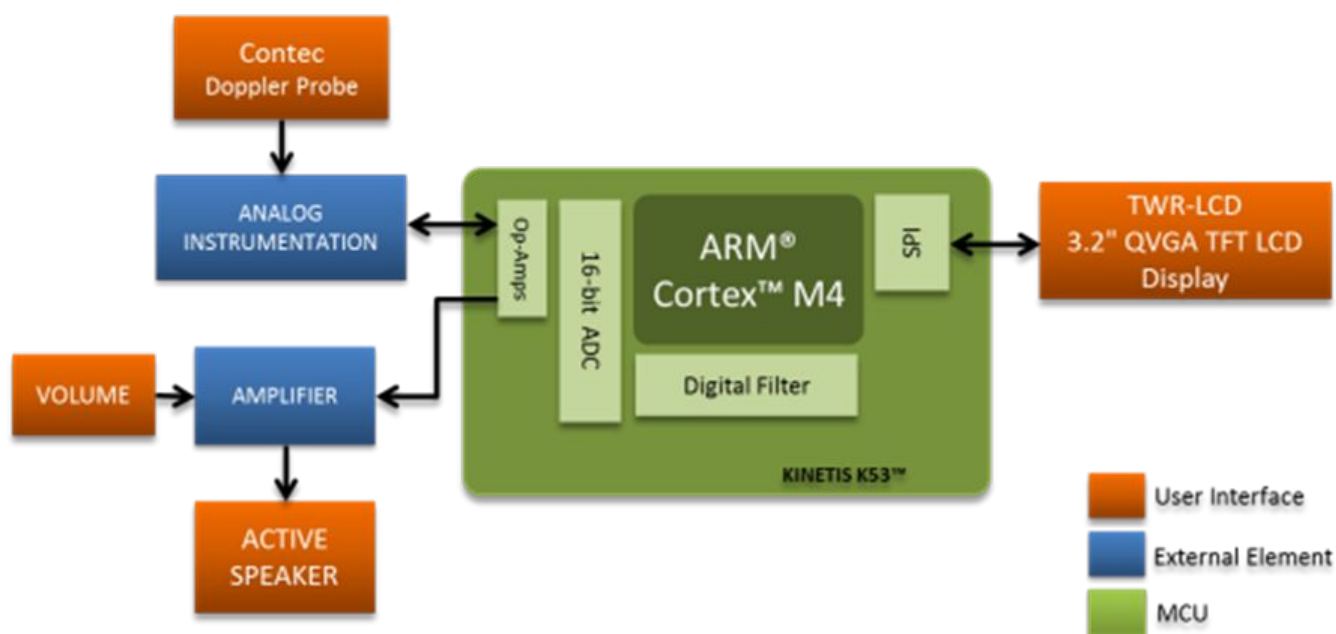 Contec
Doppler Probe
ANALOG
INSTRUMENTATION
Op-Amps
16-bit ADC
ARM®
Cortex™ M4
SPI
TWR-LCD
3.2" QVGA TFT LCD
Display
VOLUME
AMPLIFIER
Digital Filter
KINETIS K53™
ACTIVE
SPEAKER
User Interface
External Element
MCU